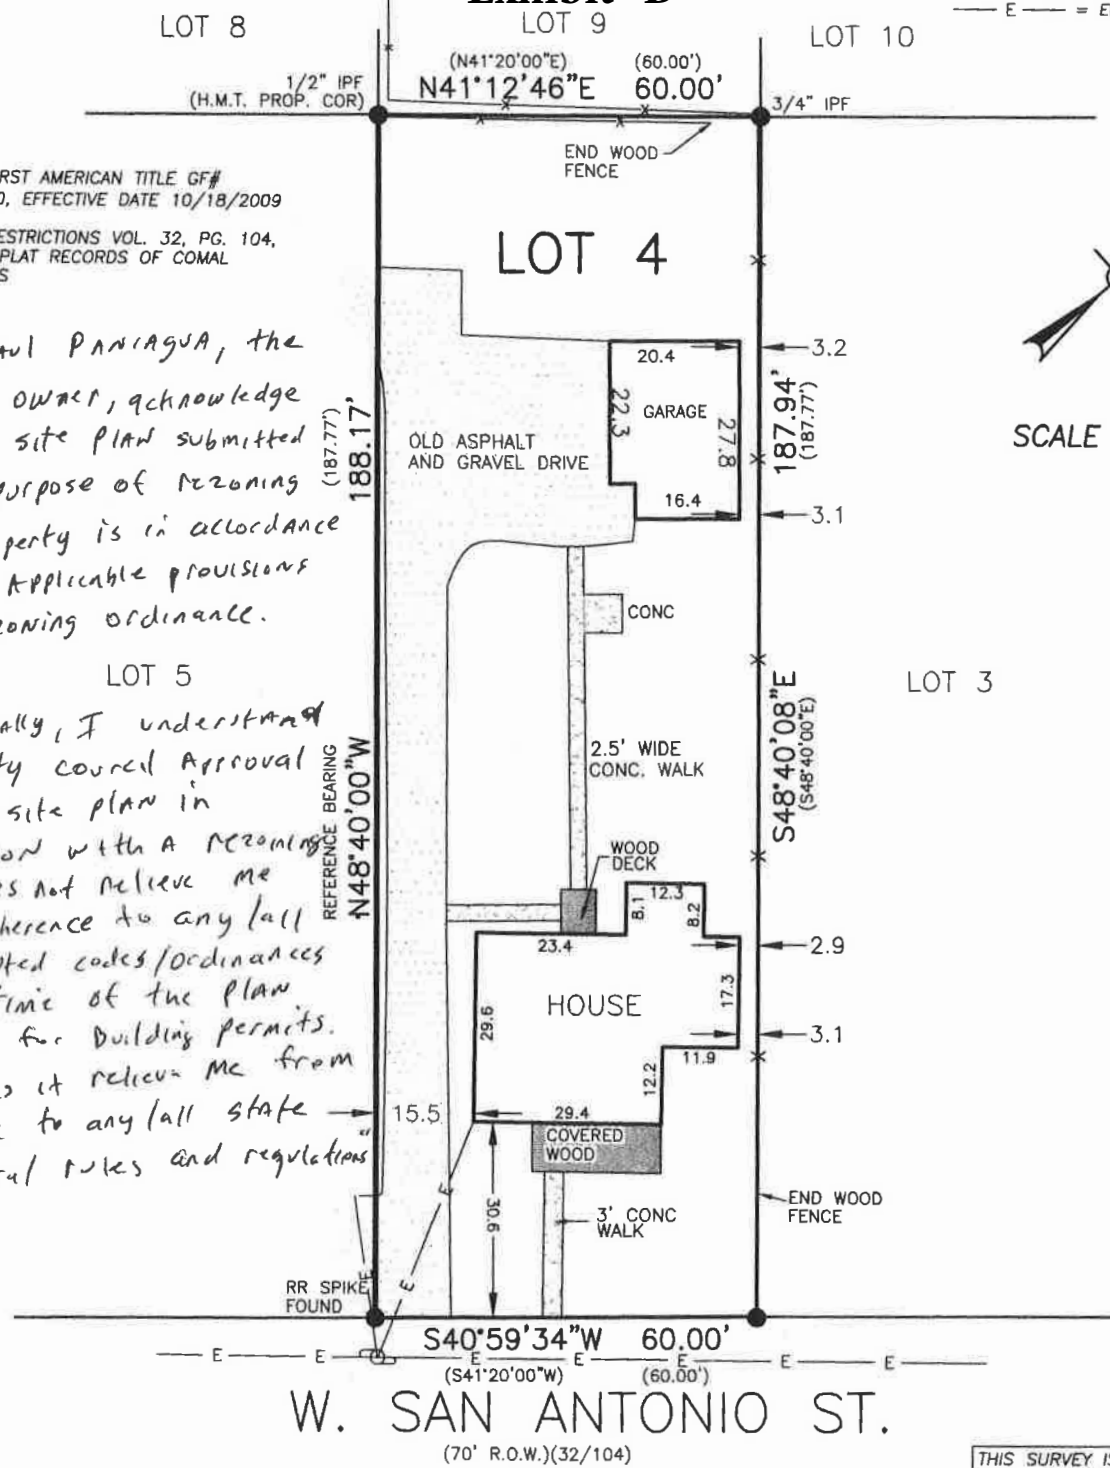 LOT 8
LOT 9
LOT 10
— E — = E
(N41°20'00"E) (60.00')
N41°12'46"E 60.00'
1/2" IPF
(H.M.T. PROP. COR)
3/4" IPF
END WOOD
FENCE
RST AMERICAN TITLE GF#
0, EFFECTIVE DATE 10/18/2009
ESTRICTIONS VOL. 32, PG. 104,
PLAT RECORDS OF COMAL
S
LOT 4
aul PANIAGUA, the
owner, acknowledge
site PlAN submitted
urpose of rezoning
perty is in accordance
Applicable provisions
zoning ordinance.
3.2
20.4
22.3
GARAGE
27.8
16.4
3.1
187.94'
(187.77')
SCALE
(187.77')
188.17'
OLD ASPHALT
AND GRAVEL DRIVE
CONC
LOT 5
LOT 3
ally, I understand
ty council Approval
site plAN in
on with A rezoning
es not relieve me
herence to any/all
ted codes/ordinances
time of the PlAN
for Building permits.
s it relieve me from
to any/all state
ral rules and regulations"
REFERENCE BEARING
N48°40'00"W
2.5' WIDE
CONC. WALK
S48°40'08"E
(S48°40'00"E)
WOOD
DECK
12.3
8.1
8.2
23.4
2.9
HOUSE
17.3
29.6
3.1
11.9
12.2
15.5
29.4
COVERED
WOOD
30.6
3' CONC
WALK
END WOOD
FENCE
E
E
E
RR SPIKE
FOUND
S40°59'34"W 60.00'
E E E E E E E
(S41°20'00"W) (60.00')
W. SAN ANTONIO ST.
(70' R.O.W.)(32/104)
THIS SURVEY IS